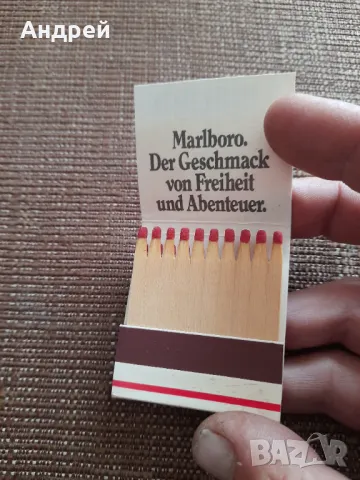 Андрей
Marlboro.
Der Geschmack
von Freiheit
und Abenteuer.
BAZAR